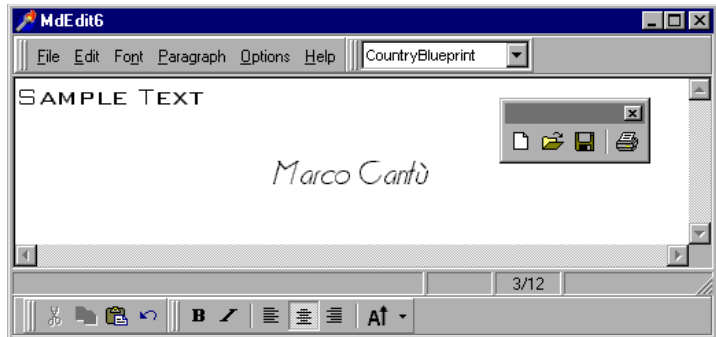 MdEdit6
File Edit Font Paragraph Options Help CountryBlueprint
Sample Text
Marco Cantù
3/12
B I A